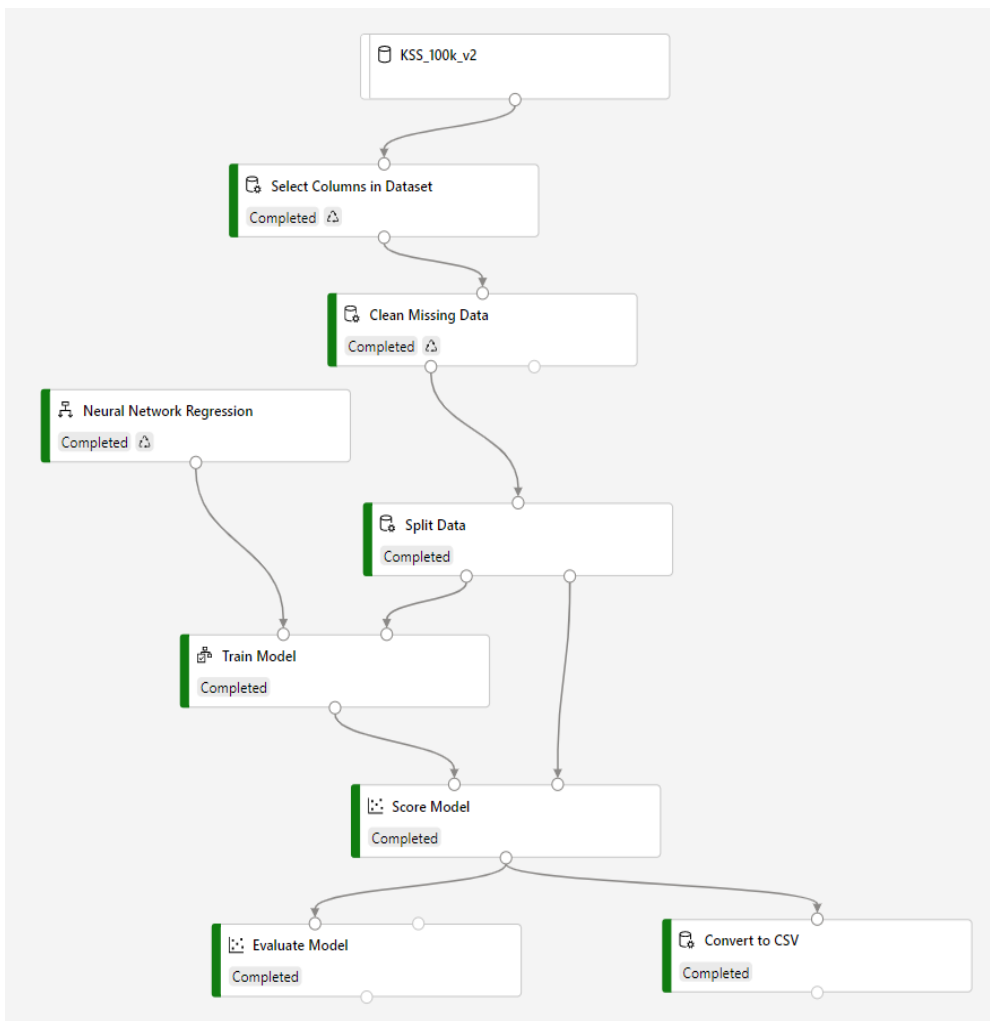 KSS_100k_v2
Select Columns in Dataset
Completed
Clean Missing Data
Completed
Neural Network Regression
Completed
Split Data
Completed
Train Model
Completed
Score Model
Completed
Evaluate Model
Completed
Convert to CSV
Completed